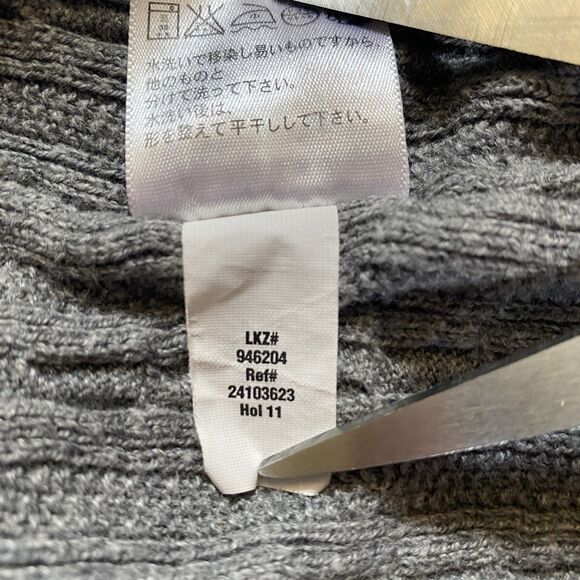 水洗いで移染し易いものですから
他のものと
分けて洗って下さい。
水洗い後は、
形を整えて平干しして下さい。
LKZ#
946204
Ref#
24103623
Hol 11